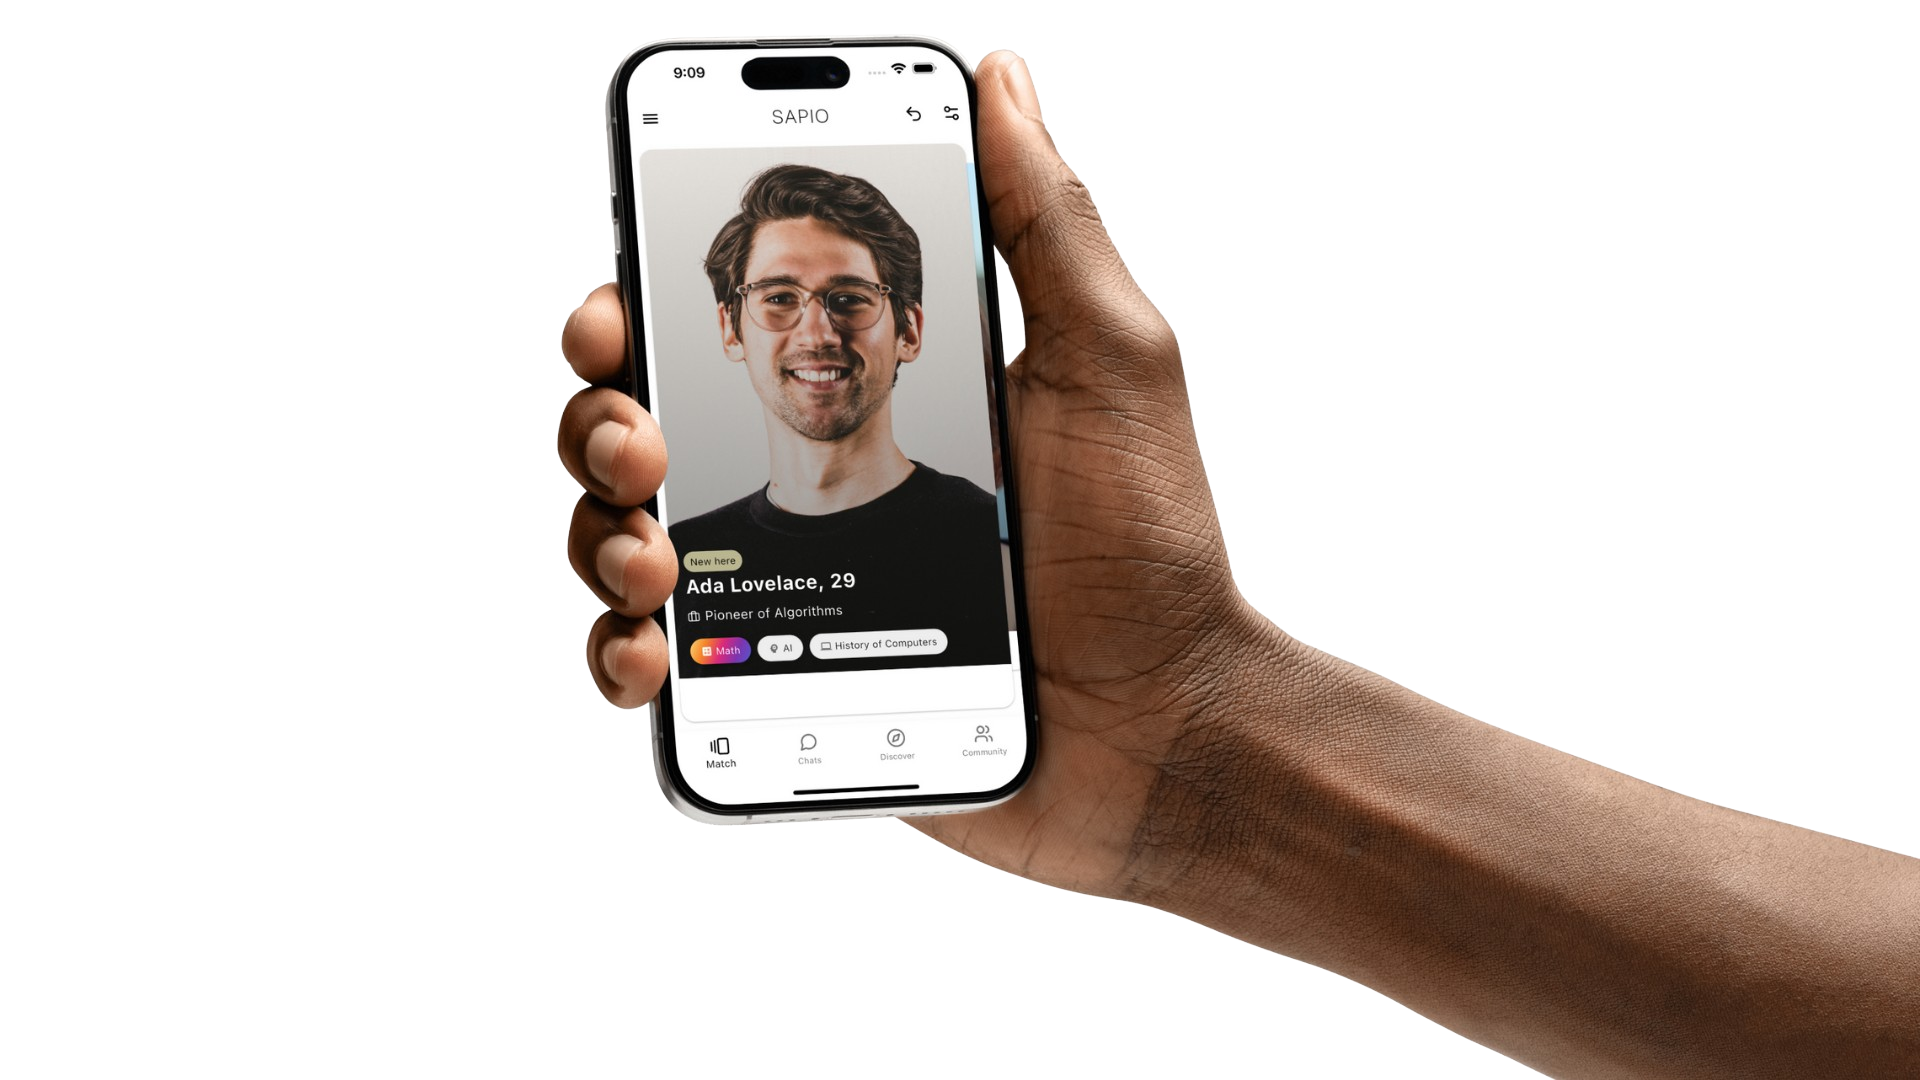 9:09
SAPIO
New here
Ada Lovelace, 29
Pioneer of Algorithms
Math AI History of Computers
Match Chats Discover Community